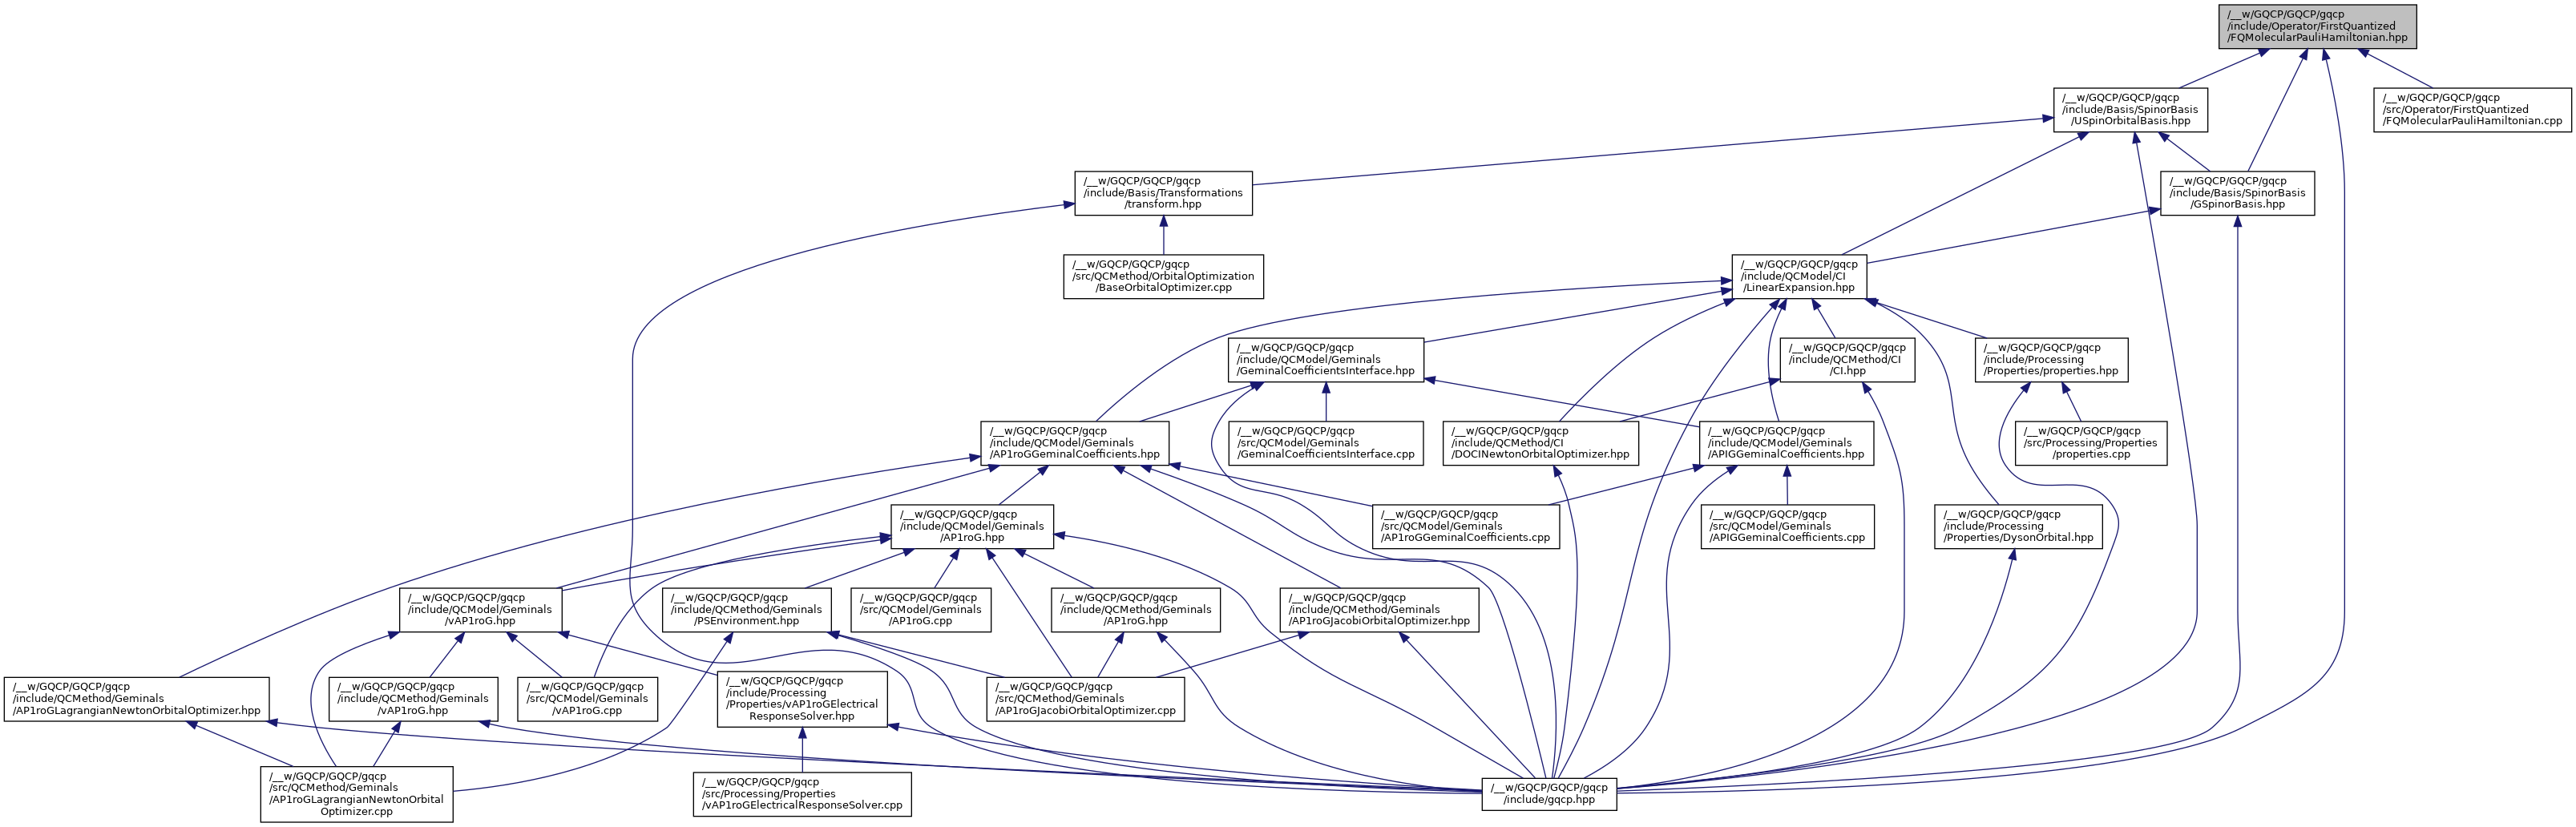 /__w/GQCP/GQCP/gqcp
/include/Operator/FirstQuantized
/FQMolecularPauliHamiltonian.hpp
/__w/GQCP/GQCP/gqcp
/include/Basis/SpinorBasis
/USpinOrbitalBasis.hpp
/__w/GQCP/GQCP/gqcp
/src/Operator/FirstQuantized
/FQMolecularPauliHamiltonian.cpp
/__w/GQCP/GQCP/gqcp
/include/Basis/Transformations
/transform.hpp
/__w/GQCP/GQCP/gqcp
/include/Basis/SpinorBasis
/GSpinorBasis.hpp
/__w/GQCP/GQCP/gqcp
/src/QCMethod/OrbitalOptimization
/BaseOrbitalOptimizer.cpp
/__w/GQCP/GQCP/gqcp
/include/QCModel/CI
/LinearExpansion.hpp
/__w/GQCP/GQCP/gqcp
/include/QCModel/Geminals
/GeminalCoefficientsInterface.hpp
/__w/GQCP/GQCP/gqcp
/include/QCMethod/CI
/CI.hpp
/__w/GQCP/GQCP/gqcp
/include/Processing
/Properties/properties.hpp
/__w/GQCP/GQCP/gqcp
/include/QCModel/Geminals
/AP1roGGeminalCoefficients.hpp
/__w/GQCP/GQCP/gqcp
/src/QCModel/Geminals
/GeminalCoefficientsInterface.cpp
/__w/GQCP/GQCP/gqcp
/include/QCMethod/CI
/DOCINewtonOrbitalOptimizer.hpp
/__w/GQCP/GQCP/gqcp
/include/QCModel/Geminals
/APIGGeminalCoefficients.hpp
/__w/GQCP/GQCP/gqcp
/src/Processing/Properties
/properties.cpp
/__w/GQCP/GQCP/gqcp
/include/QCModel/Geminals
/AP1roG.hpp
/__w/GQCP/GQCP/gqcp
/src/QCModel/Geminals
/AP1roGGeminalCoefficients.cpp
/__w/GQCP/GQCP/gqcp
/src/QCModel/Geminals
/APIGGeminalCoefficients.cpp
/__w/GQCP/GQCP/gqcp
/include/Processing
/Properties/DysonOrbital.hpp
/__w/GQCP/GQCP/gqcp
/include/QCModel/Geminals
/vAP1roG.hpp
/__w/GQCP/GQCP/gqcp
/include/QCMethod/Geminals
/PSEnvironment.hpp
/__w/GQCP/GQCP/gqcp
/src/QCModel/Geminals
/AP1roG.cpp
/__w/GQCP/GQCP/gqcp
/include/QCMethod/Geminals
/AP1roG.hpp
/__w/GQCP/GQCP/gqcp
/include/QCMethod/Geminals
/AP1roGJacobiOrbitalOptimizer.hpp
/__w/GQCP/GQCP/gqcp
/include/QCMethod/Geminals
/AP1roGLagrangianNewtonOrbitalOptimizer.hpp
/__w/GQCP/GQCP/gqcp
/include/QCMethod/Geminals
/vAP1roG.hpp
/__w/GQCP/GQCP/gqcp
/src/QCModel/Geminals
/vAP1roG.cpp
/__w/GQCP/GQCP/gqcp
/include/Processing
/Properties/vAP1roGElectrical
ResponseSolver.hpp
/__w/GQCP/GQCP/gqcp
/src/QCMethod/Geminals
/AP1roGJacobiOrbitalOptimizer.cpp
/__w/GQCP/GQCP/gqcp
/src/QCMethod/Geminals
/AP1roGLagrangianNewtonOrbital
Optimizer.cpp
/__w/GQCP/GQCP/gqcp
/src/Processing/Properties
/vAP1roGElectricalResponseSolver.cpp
/__w/GQCP/GQCP/gqcp
/include/gqcp.hpp